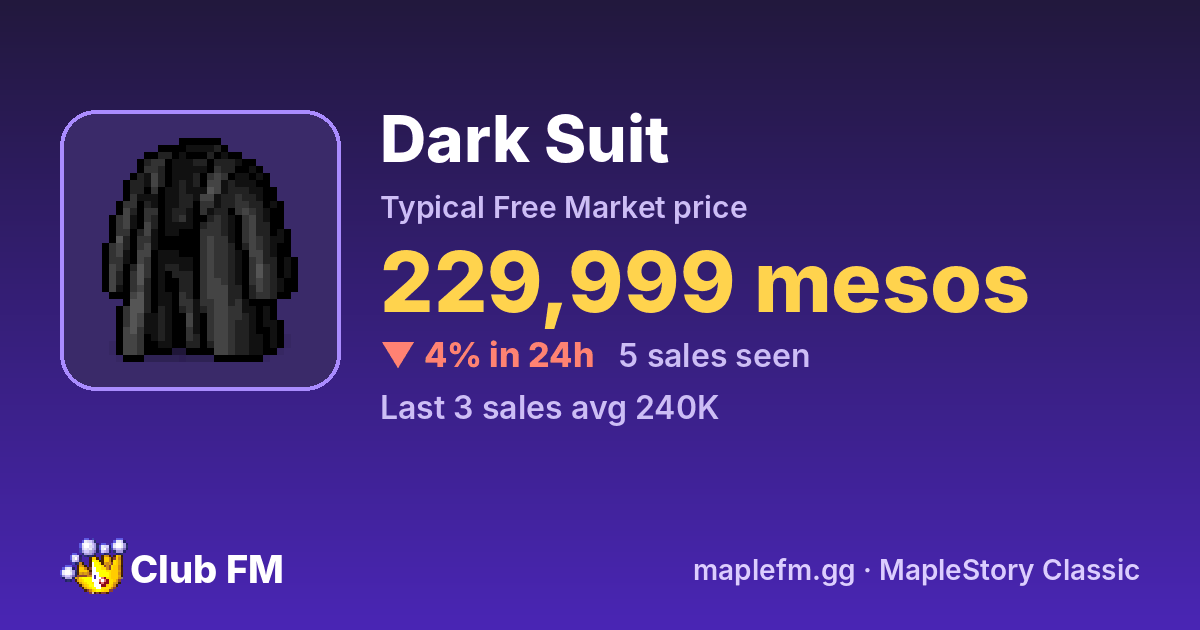 Dark Suit
Typical Free Market price
229,999 mesos
▼ 4% in 24h 5 sales seen
Last 3 sales avg 240K
Club FM
maplefm.gg · MapleStory Classic